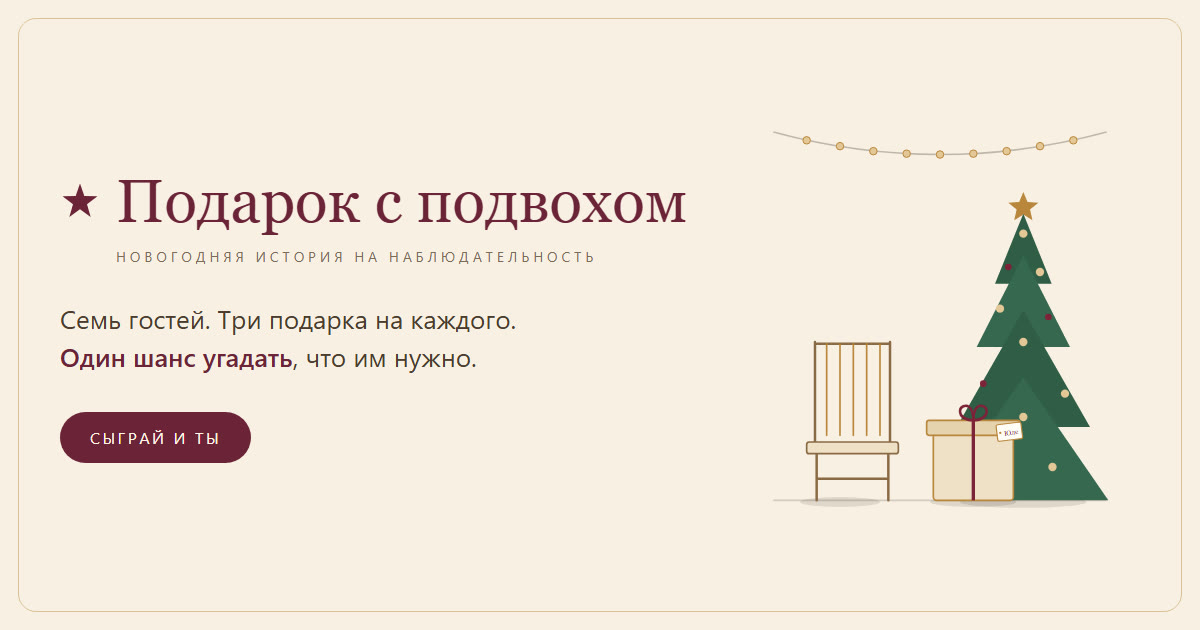 Подарок с подвохом
НОВОГОДНЯЯ ИСТОРИЯ НА НАБЛЮДАТЕЛЬНОСТЬ
Семь гостей. Три подарка на каждого.
Один шанс угадать, что им нужно.
СЫГРАЙ И ТЫ